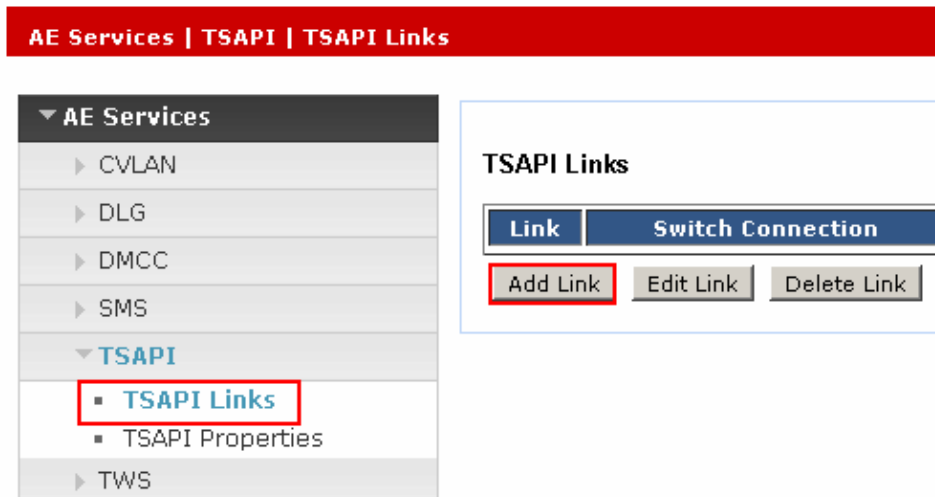 AE Services | TSAPI | TSAPI Links
AE Services
CVLAN
DLG
DMCC
SMS
TSAPI
TSAPI Links
TSAPI Properties
TWS
TSAPI Links
Link Switch Connection
Add Link Edit Link Delete Link